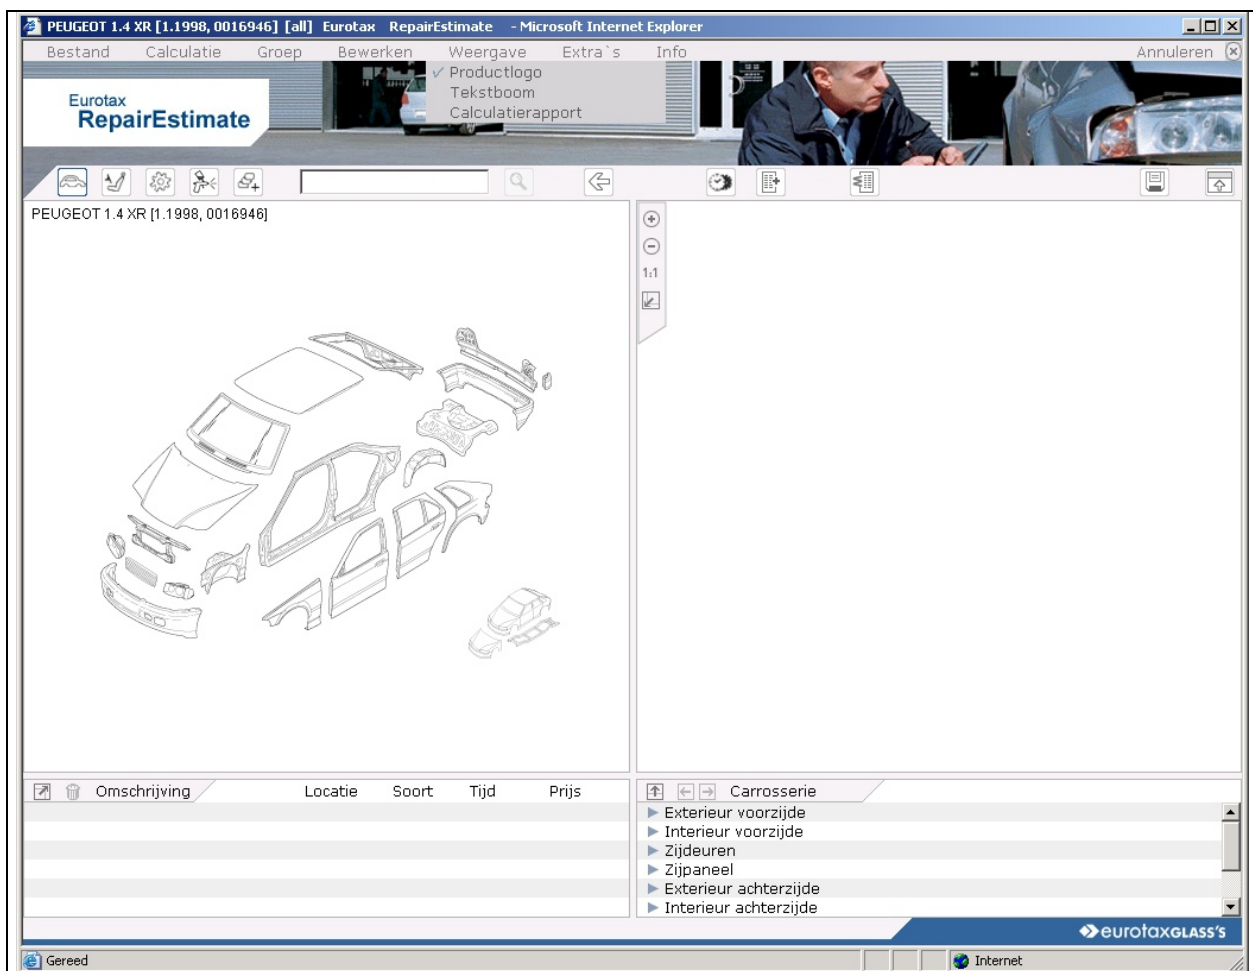 PEUGEOT 1.4 XR [1.1998, 0016946] [all] Eurotax RepairEstimate - Microsoft Internet Explorer
Bestand Calculatie Groep Bewerken Weergave Extra`s Info Annuleren
✓ Productlogo
Tekstboom
Calculatierapport
Eurotax
RepairEstimate
PEUGEOT 1.4 XR [1.1998, 0016946]
1:1
Omschrijving Locatie Soort Tijd Prijs
Carrosserie
Exterieur voorzijde
Interieur voorzijde
Zijdeuren
Zijpaneel
Exterieur achterzijde
Interieur achterzijde
eurotaxGLASS'S
Gereed Internet